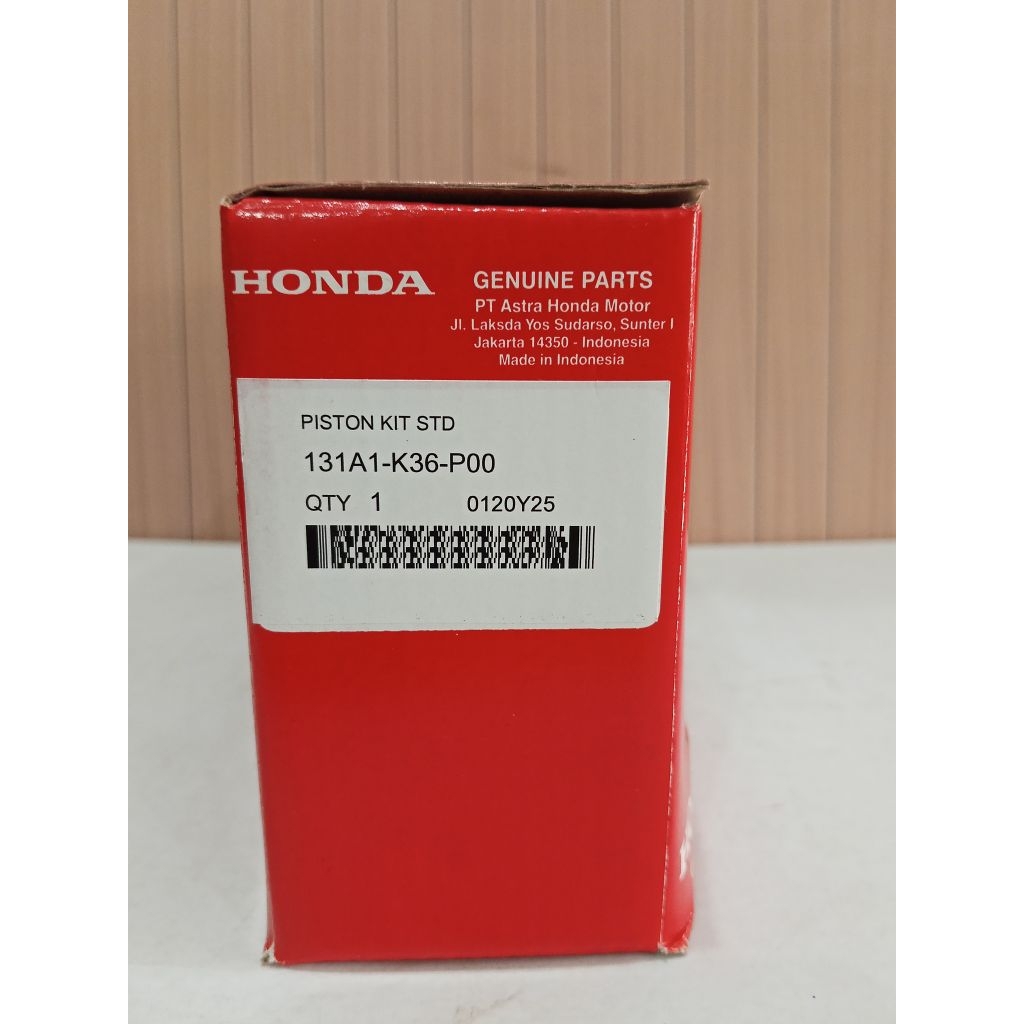 HONDA
GENUINE PARTS
PT Astra Honda Motor
Jl. Laksda Yos Sudarso, Sunter I
Jakarta 14350 - Indonesia
Made in Indonesia
PISTON KIT STD
131A1-K36-P00
QTY 1 0120Y25